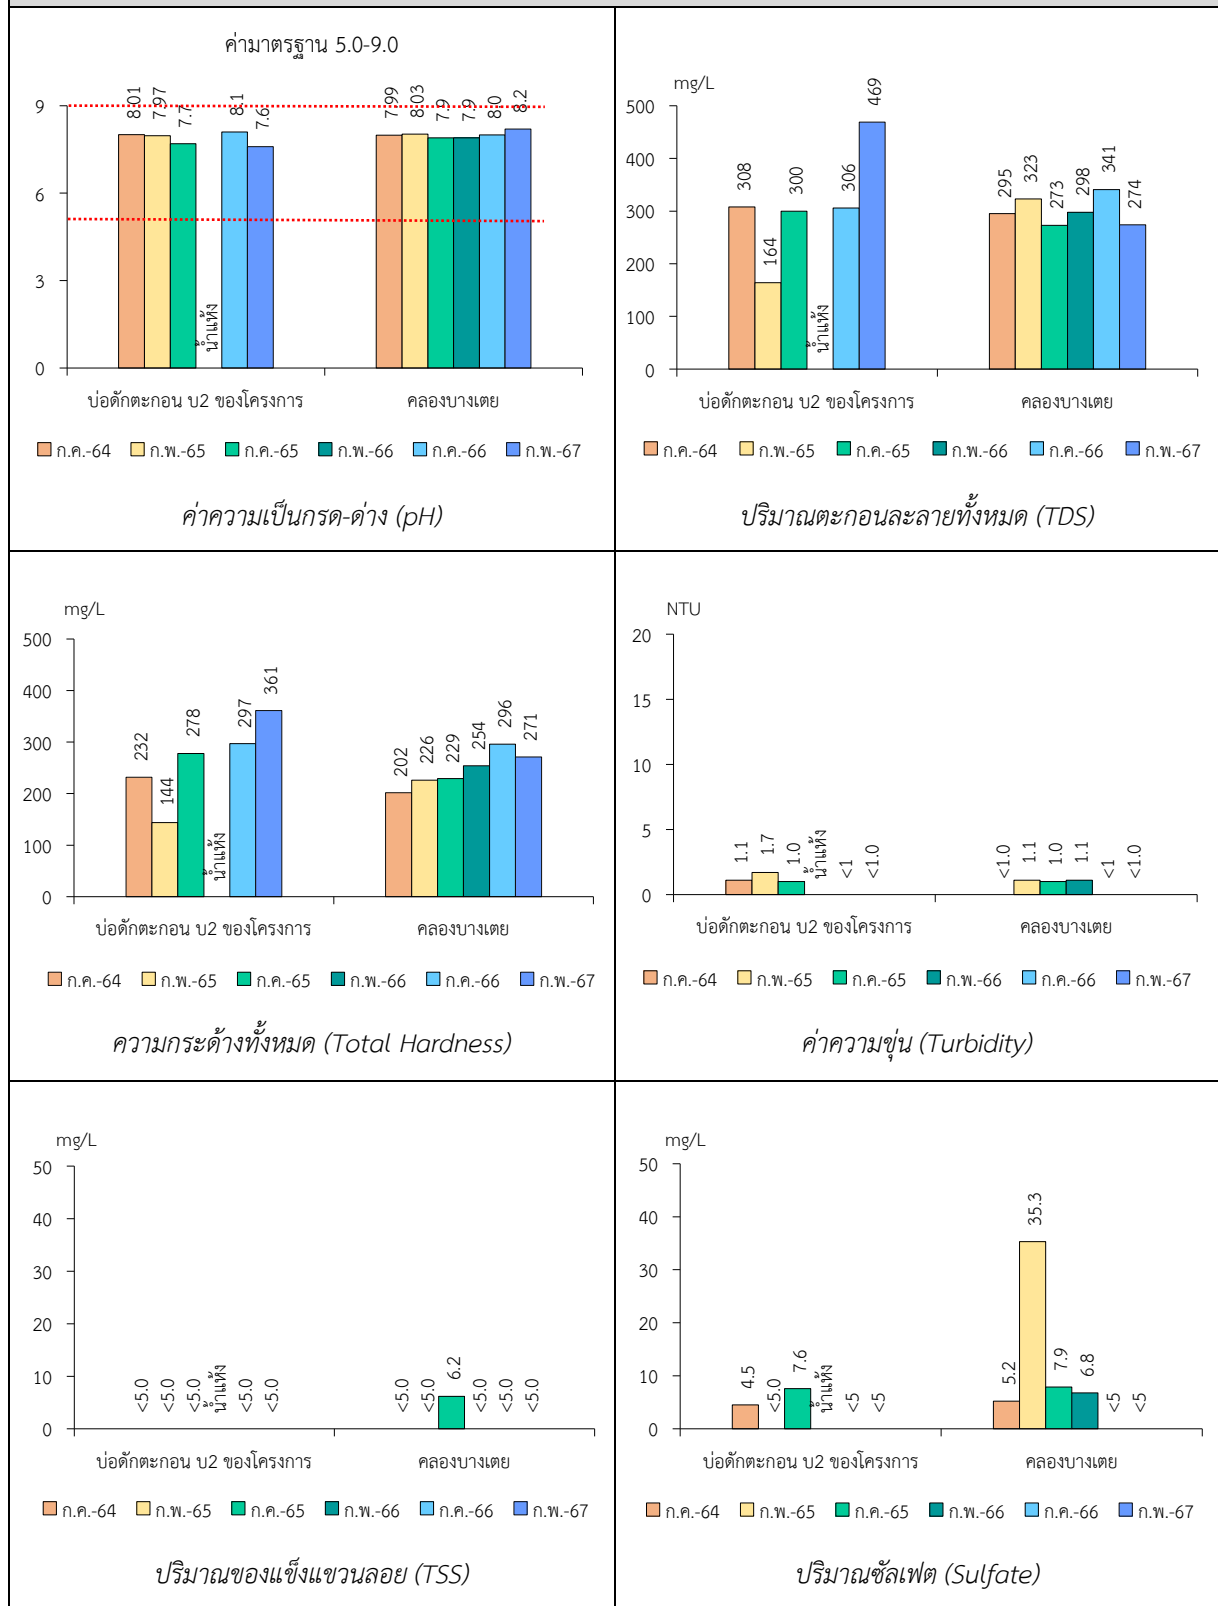 ค่ามาตรฐาน 5.0-9.0
8.01 7.97 7.7 น้ำแห้ง 8.1 7.6 7.99 8.03 7.9 7.9 8.0 8.2
9
6
3
0
บ่อดักตะกอน บ2 ของโครงการ คลองบางเตย
ก.ค.-64 ก.พ.-65 ก.ค.-65 ก.พ.-66 ก.ค.-66 ก.พ.-67
ค่าความเป็นกรด-ด่าง (pH)
mg/L
500
400
300
200
100
0
308 164 300 น้ำแห้ง 306 469 295 323 273 298 341 274
บ่อดักตะกอน บ2 ของโครงการ คลองบางเตย
ก.ค.-64 ก.พ.-65 ก.ค.-65 ก.พ.-66 ก.ค.-66 ก.พ.-67
ปริมาณตะกอนละลายทั้งหมด (TDS)
mg/L
500
400
300
200
100
0
232 144 278 น้ำแห้ง 297 361 202 226 229 254 296 271
บ่อดักตะกอน บ2 ของโครงการ คลองบางเตย
ก.ค.-64 ก.พ.-65 ก.ค.-65 ก.พ.-66 ก.ค.-66 ก.พ.-67
ความกระด้างทั้งหมด (Total Hardness)
NTU
20
15
10
5
0
1.1 1.7 1.0 น้ำแห้ง <1 <1.0 <1.0 1.1 1.0 1.1 <1 <1.0
บ่อดักตะกอน บ2 ของโครงการ คลองบางเตย
ก.ค.-64 ก.พ.-65 ก.ค.-65 ก.พ.-66 ก.ค.-66 ก.พ.-67
ค่าความขุ่น (Turbidity)
mg/L
50
40
30
20
10
0
<5.0 <5.0 <5.0 น้ำแห้ง <5.0 <5.0 <5.0 <5.0 6.2 <5.0 <5.0 <5.0
บ่อดักตะกอน บ2 ของโครงการ คลองบางเตย
ก.ค.-64 ก.พ.-65 ก.ค.-65 ก.พ.-66 ก.ค.-66 ก.พ.-67
ปริมาณของแข็งแขวนลอย (TSS)
mg/L
50
40
30
20
10
0
4.5 <5.0 7.6 น้ำแห้ง <5 <5 5.2 35.3 7.9 6.8 <5 <5
บ่อดักตะกอน บ2 ของโครงการ คลองบางเตย
ก.ค.-64 ก.พ.-65 ก.ค.-65 ก.พ.-66 ก.ค.-66 ก.พ.-67
ปริมาณซัลเฟต (Sulfate)